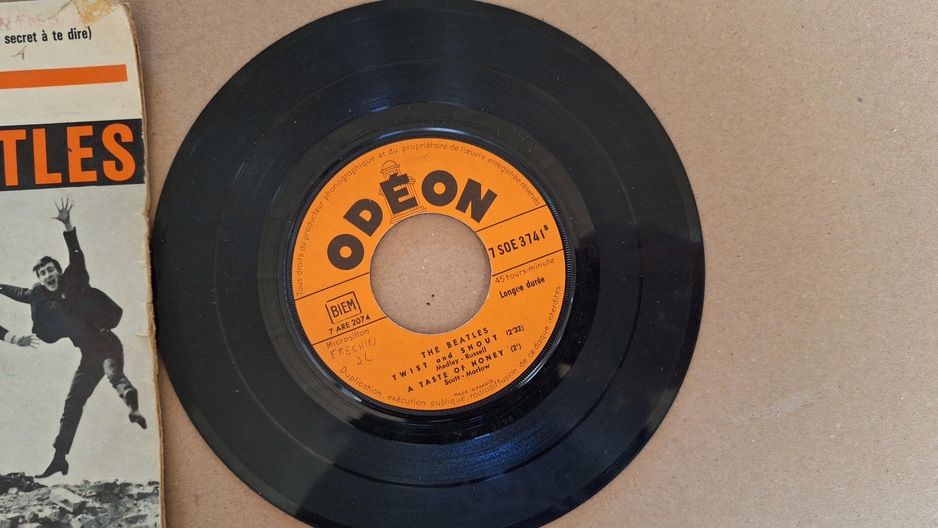 secret à te dire)
TLES
Tous droits du producteur phonographique et du propriétaire de l'œuvre enregistrée réservés
ODÉON
7 SOE 3741 B
45 tours-minute
Longue durée
BIEM
7 ARE 2074
Microsillon
FRECHIN
JL
THE BEATLES
TWIST and SHOUT (2'32)
Medley - Russell
A TASTE OF HONEY (2')
Scott - Marlow
MADE IN FRANCE
Duplication, exécution publique, radiodiffusion de ce disque interdites.